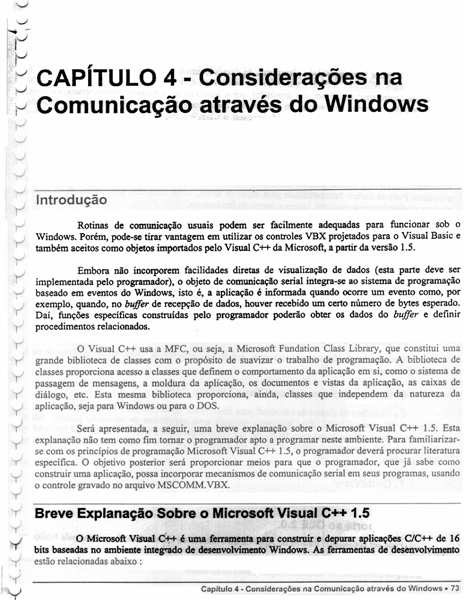 CAPÍTULO 4 - Considerações na
Comunicação através do Windows
Introdução
Rotinas de comunicação usuais podem ser facilmente adequadas para funcionar sob o
Windows. Porém, pode-se tirar vantagem em utilizar os controles VBX projetados para o Visual Basic e
também aceitos como objetos importados pelo Visual C++ da Microsoft, a partir da versão 1.5.
Embora não incorporem facilidades diretas de visualização de dados (esta parte deve ser
implementada pelo programador), o objeto de comunicação serial integra-se ao sistema de programação
baseado em eventos do Windows, isto é, a aplicação é informada quando ocorre um evento como, por
exemplo, quando, no buffer de recepção de dados, houver recebido um certo número de bytes esperado.
Daí, funções específicas construídas pelo programador poderão obter os dados do buffer e definir
procedimentos relacionados.
O Visual C++ usa a MFC, ou seja, a Microsoft Fundation Class Library, que constitui uma
grande biblioteca de classes com o propósito de suavizar o trabalho de programação. A biblioteca de
classes proporciona acesso a classes que definem o comportamento da aplicação em si, como o sistema de
passagem de mensagens, a moldura da aplicação, os documentos e vistas da aplicação, as caixas de
diálogo, etc. Esta mesma biblioteca proporciona, ainda, classes que independem da natureza da
aplicação, seja para Windows ou para o DOS.
Será apresentada, a seguir, uma breve explanação sobre o Microsoft Visual C++ 1.5. Esta
explanação não tem como fim tornar o programador apto a programar neste ambiente. Para familiarizar-
se com os princípios de programação Microsoft Visual C++ 1.5, o programador deverá procurar literatura
específica. O objetivo posterior será proporcionar meios para que o programador, que já sabe como
construir uma aplicação, possa incorporar mecanismos de comunicação serial em seus programas, usando
o controle gravado no arquivo MSCOMM.VBX.
Breve Explanação Sobre o Microsoft Visual C++ 1.5
O Microsoft Visual C++ é uma ferramenta para construir e depurar aplicações C/C++ de 16
bits baseadas no ambiente integrado de desenvolvimento Windows. As ferramentas de desenvolvimento
estão relacionadas abaixo :
Capítulo 4 - Considerações na Comunicação através do Windows • 73